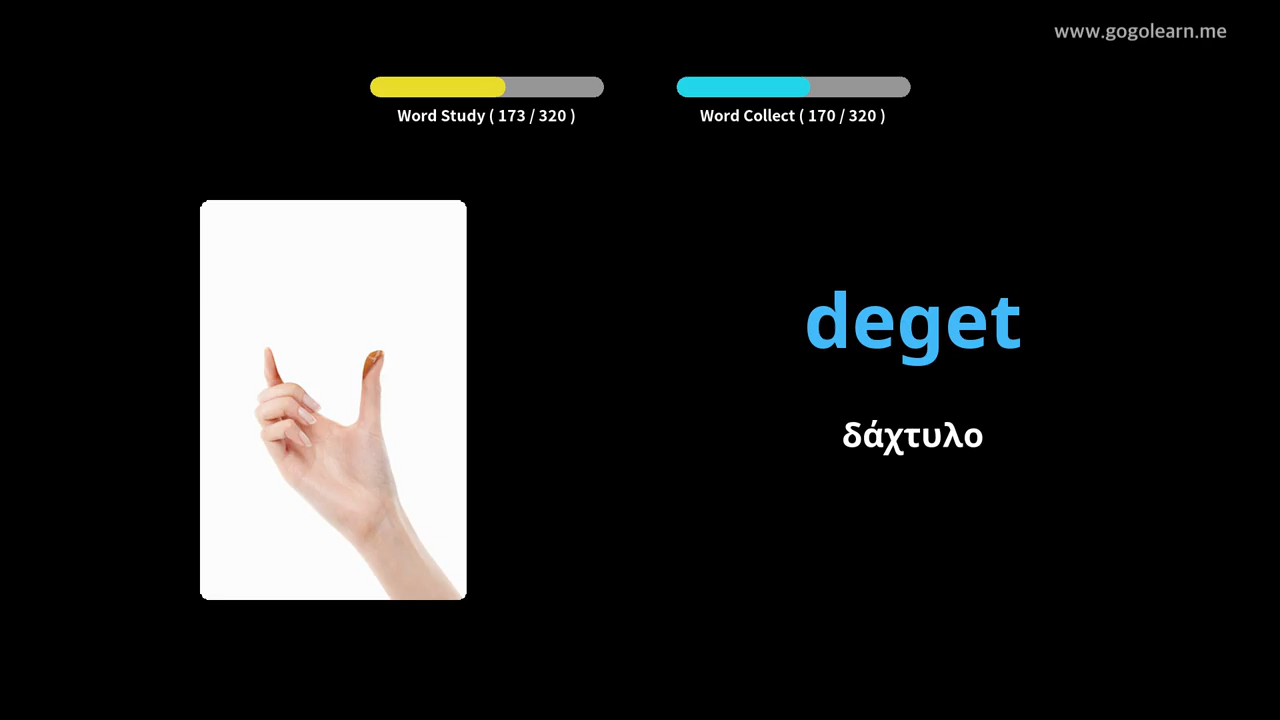 www.gogolearn.me
Word Study ( 173 / 320 )
Word Collect ( 170 / 320 )
deget
δάχτυλο